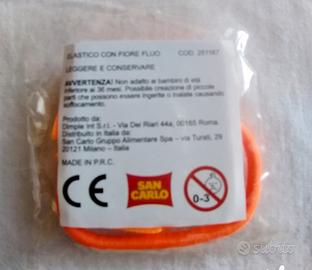 ELASTICO CON FIORE FLUO COD. 251187
LEGGERE E CONSERVARE
AVVERTENZA! Non adatto ai bambini di età
inferiore ai 36 mesi. Possibile creazione di piccole
parti che possono essere ingerite o inalate causando
soffocamento.
Prodotto da:
Dimple Int S.r.l. - Via Dei Riari 44a, 00165 Roma.
Distribuito in Italia da:
San Carlo Gruppo Alimentare Spa – via Turati, 29
20121 Milano – Italia
MADE IN P.R.C.
CE
SAN
CARLO
0-3
Subito